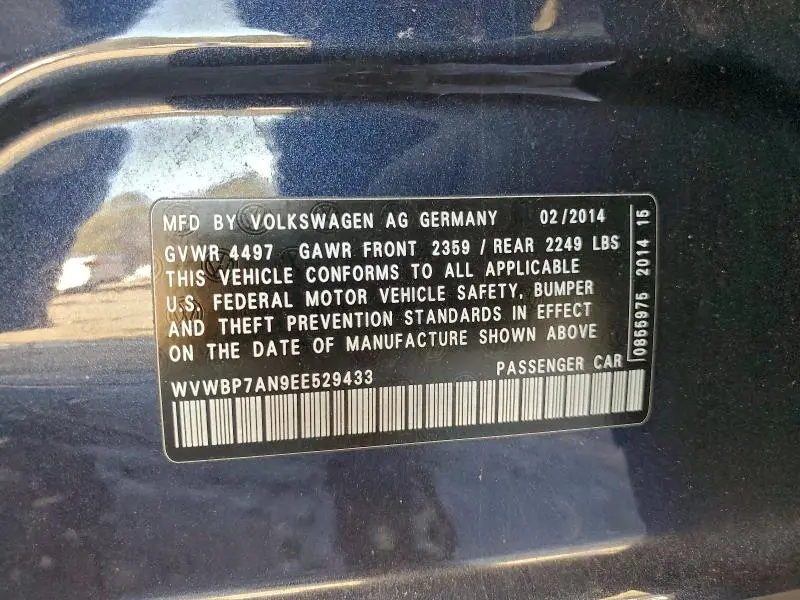 MFD BY VOLKSWAGEN AG GERMANY 02/2014
GVWR 4497 GAWR FRONT 2359 / REAR 2249 LBS
THIS VEHICLE CONFORMS TO ALL APPLICABLE
U.S. FEDERAL MOTOR VEHICLE SAFETY, BUMPER
AND THEFT PREVENTION STANDARDS IN EFFECT
ON THE DATE OF MANUFACTURE SHOWN ABOVE
WVWBP7AN9EE529433 PASSENGER CAR
0855975 2014 15